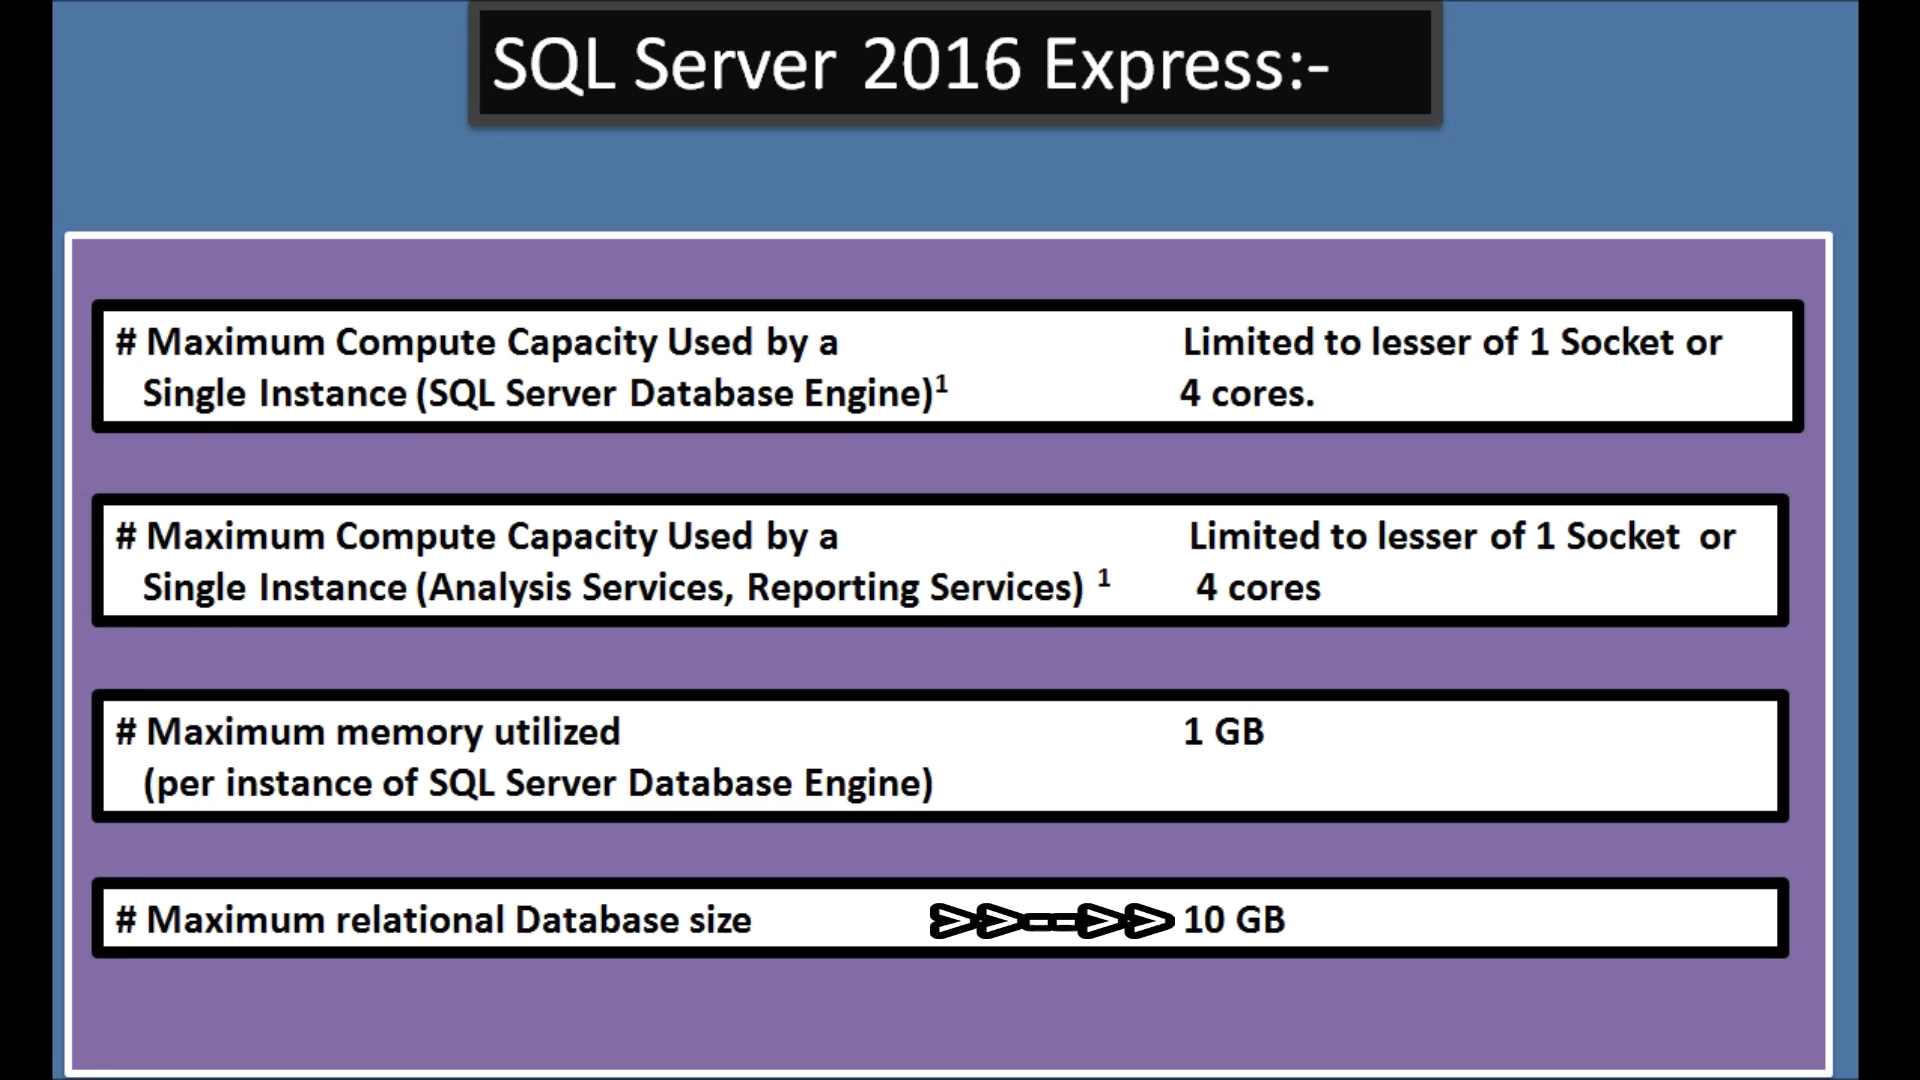 SQL Server 2016 Express:-
# Maximum Compute Capacity Used by a Limited to lesser of 1 Socket or
Single Instance (SQL Server Database Engine)¹ 4 cores.
# Maximum Compute Capacity Used by a Limited to lesser of 1 Socket or
Single Instance (Analysis Services, Reporting Services) ¹ 4 cores
# Maximum memory utilized 1 GB
(per instance of SQL Server Database Engine)
# Maximum relational Database size 10 GB